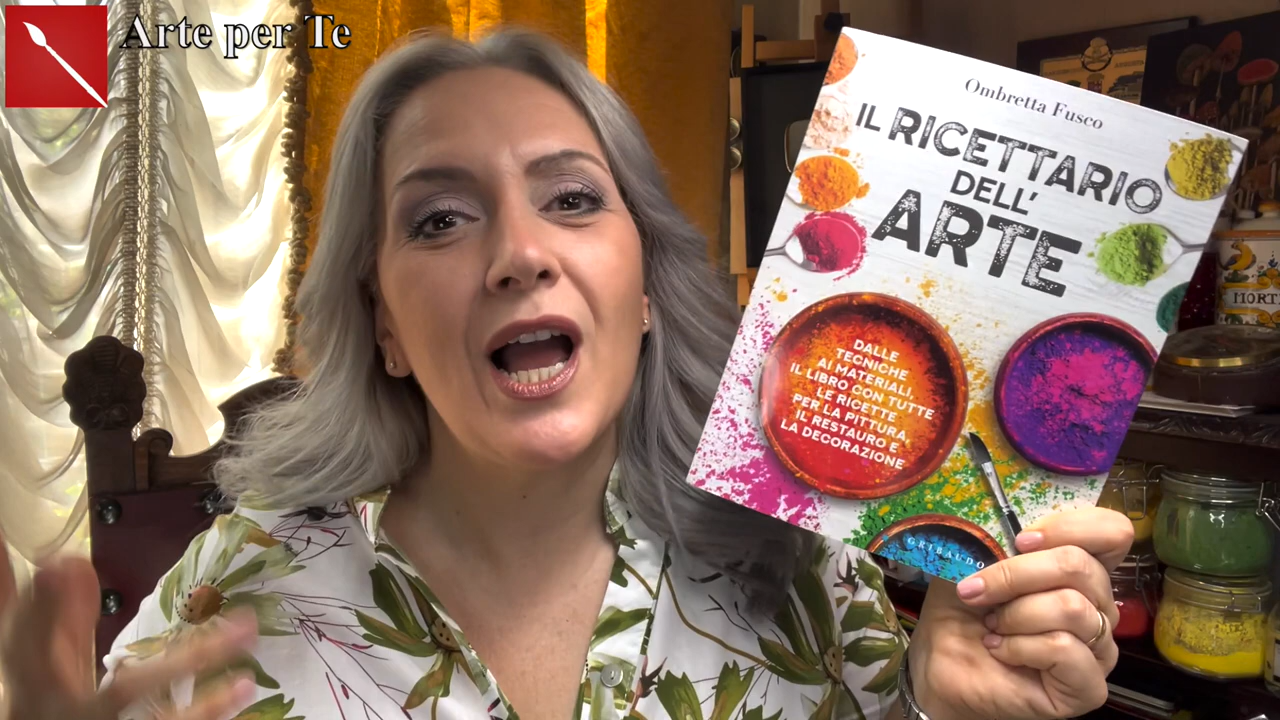 Arte per Te
Ombretta Fusco
IL RICETTARIO
DELL'
ARTE
DALLE
TECNICHE
AI MATERIALI,
IL LIBRO CON TUTTE
LE RICETTE
PER LA PITTURA,
IL RESTAURO E
LA DECORAZIONE
GRIBAUDO
MORT